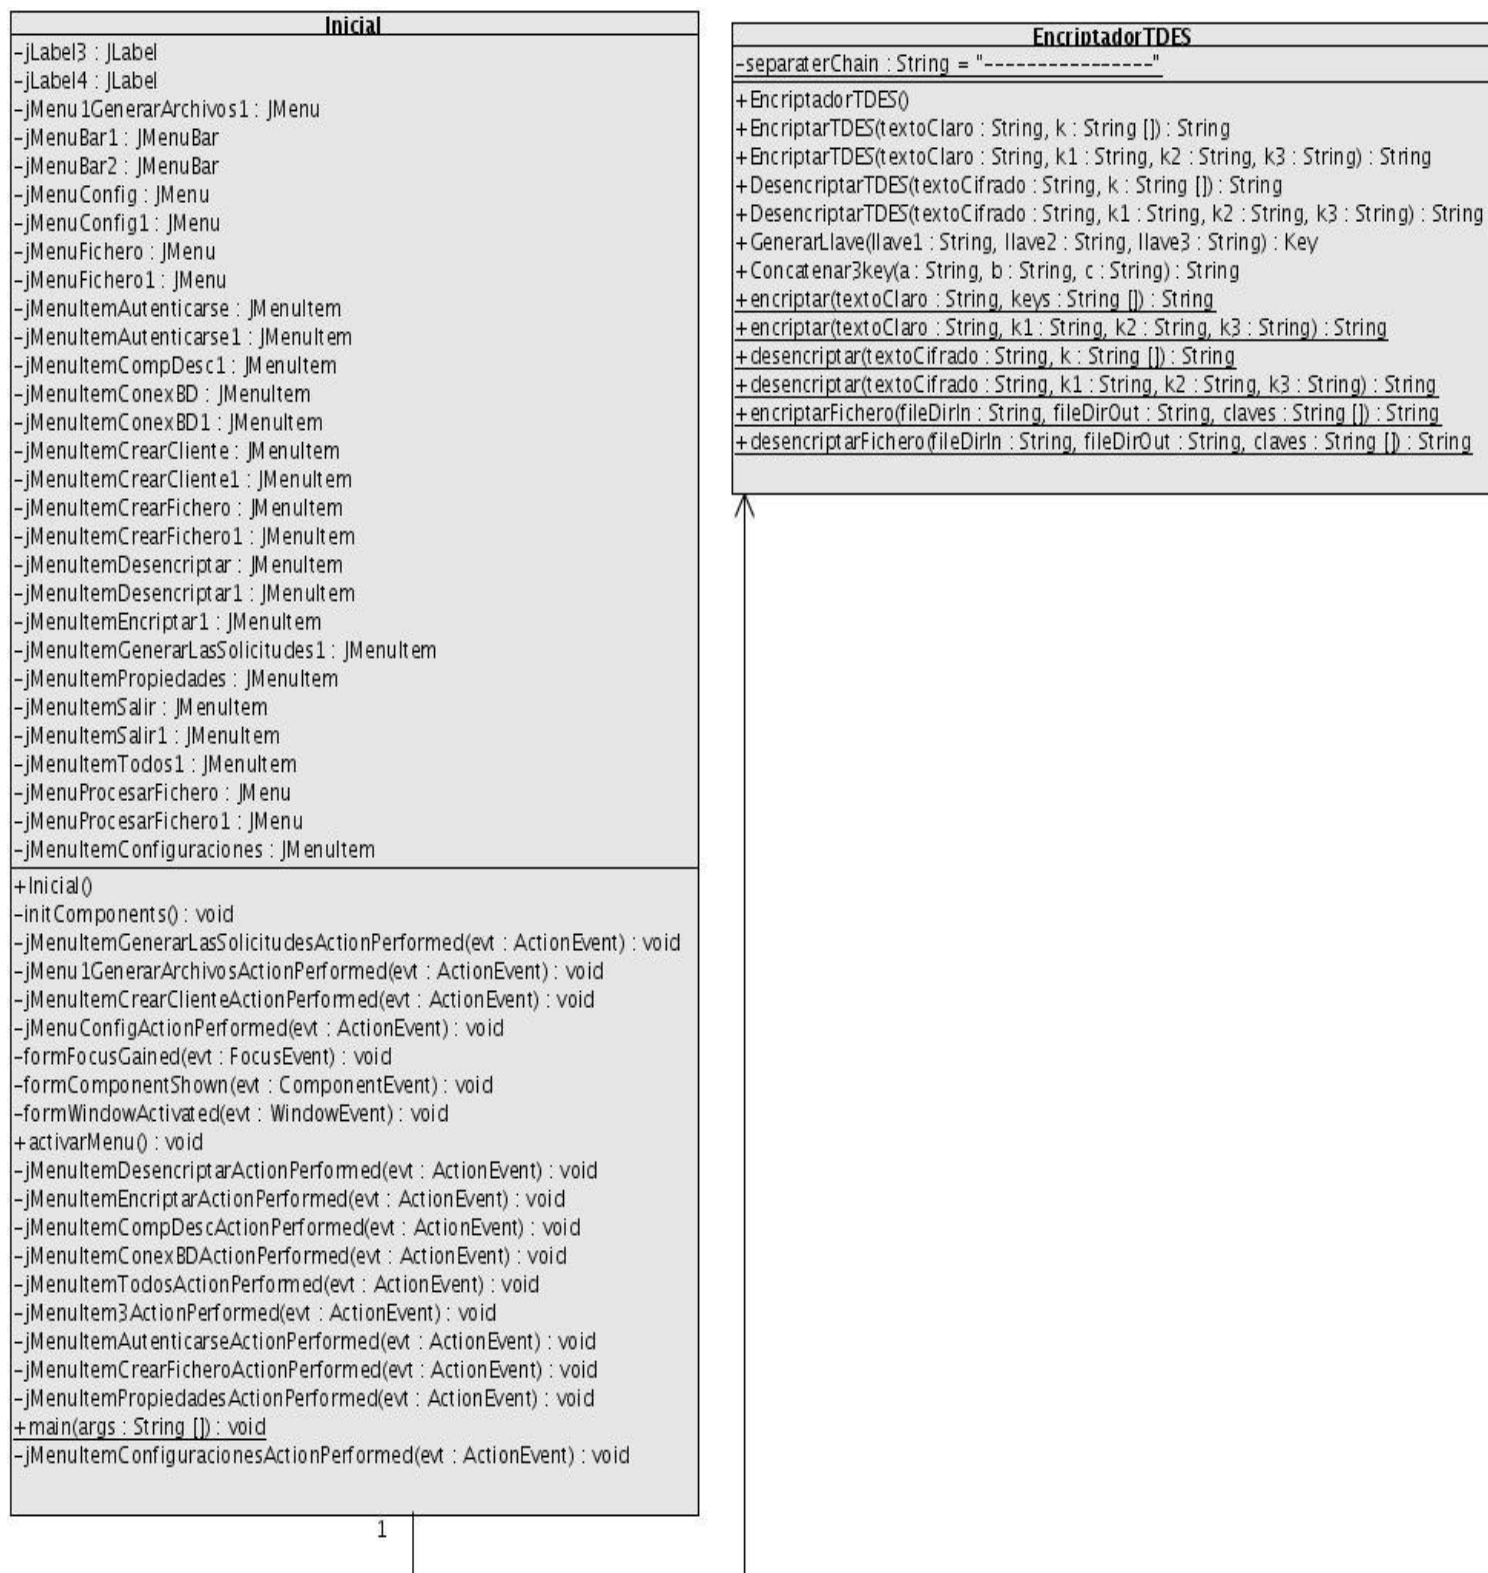 Inicial
-jLabel3 : JLabel
-jLabel4 : JLabel
-jMenu1GenerarArchivos1 : JMenu
-jMenuBar1 : JMenuBar
-jMenuBar2 : JMenuBar
-jMenuConfig : JMenu
-jMenuConfig1 : JMenu
-jMenuFichero : JMenu
-jMenuFichero1 : JMenu
-jMenuItemAutenticarse : JMenuItem
-jMenuItemAutenticarse1 : JMenuItem
-jMenuItemCompDesc1 : JMenuItem
-jMenuItemConexBD : JMenuItem
-jMenuItemConexBD1 : JMenuItem
-jMenuItemCrearCliente : JMenuItem
-jMenuItemCrearCliente1 : JMenuItem
-jMenuItemCrearFichero : JMenuItem
-jMenuItemCrearFichero1 : JMenuItem
-jMenuItemDesencriptar : JMenuItem
-jMenuItemDesencriptar1 : JMenuItem
-jMenuItemEncriptar1 : JMenuItem
-jMenuItemGenerarLasSolicitudes1 : JMenuItem
-jMenuItemPropiedades : JMenuItem
-jMenuItemSalir : JMenuItem
-jMenuItemSalir1 : JMenuItem
-jMenuItemTodos1 : JMenuItem
-jMenuProcesarFichero : JMenu
-jMenuProcesarFichero1 : JMenu
-jMenuItemConfiguraciones : JMenuItem
+Inicial()
-initComponents() : void
-jMenuItemGenerarLasSolicitudesActionPerformed(evt : ActionEvent) : void
-jMenu1GenerarArchivosActionPerformed(evt : ActionEvent) : void
-jMenuItemCrearClienteActionPerformed(evt : ActionEvent) : void
-jMenuConfigActionPerformed(evt : ActionEvent) : void
-formFocusGained(evt : FocusEvent) : void
-formComponentShown(evt : ComponentEvent) : void
-formWindowActivated(evt : WindowEvent) : void
+activarMenu() : void
-jMenuItemDesencriptarActionPerformed(evt : ActionEvent) : void
-jMenuItemEncriptarActionPerformed(evt : ActionEvent) : void
-jMenuItemCompDescActionPerformed(evt : ActionEvent) : void
-jMenuItemConexBDActionPerformed(evt : ActionEvent) : void
-jMenuItemTodosActionPerformed(evt : ActionEvent) : void
-jMenuItem3ActionPerformed(evt : ActionEvent) : void
-jMenuItemAutenticarseActionPerformed(evt : ActionEvent) : void
-jMenuItemCrearFicheroActionPerformed(evt : ActionEvent) : void
-jMenuItemPropiedadesActionPerformed(evt : ActionEvent) : void
+main(args : String []) : void
-jMenuItemConfiguracionesActionPerformed(evt : ActionEvent) : void
1
EncriptadorTDES
-separaterChain : String = "----------------"
+EncriptadorTDES()
+EncriptarTDES(textoClaro : String, k : String []) : String
+EncriptarTDES(textoClaro : String, k1 : String, k2 : String, k3 : String) : String
+DesencriptarTDES(textoCifrado : String, k : String []) : String
+DesencriptarTDES(textoCifrado : String, k1 : String, k2 : String, k3 : String) : String
+GenerarLlave(llave1 : String, llave2 : String, llave3 : String) : Key
+Concatenar3key(a : String, b : String, c : String) : String
+encriptar(textoClaro : String, keys : String []) : String
+encriptar(textoClaro : String, k1 : String, k2 : String, k3 : String) : String
+desencriptar(textoCifrado : String, k : String []) : String
+desencriptar(textoCifrado : String, k1 : String, k2 : String, k3 : String) : String
+encriptarFichero(fileDirIn : String, fileDirOut : String, claves : String []) : String
+desencriptarFichero(fileDirIn : String, fileDirOut : String, claves : String []) : String